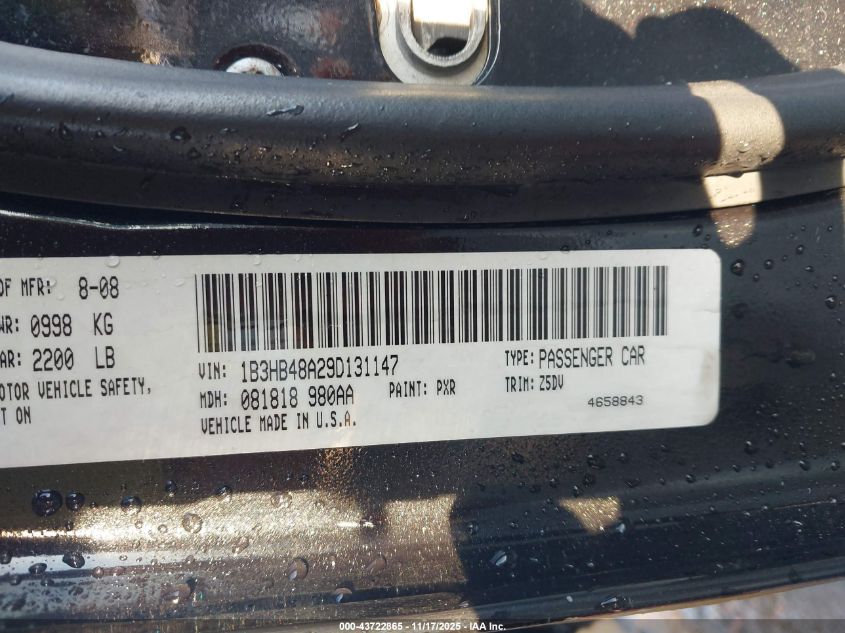 OF MFR: 8-08
WR: 0998 KG
AR: 2200 LB
OTOR VEHICLE SAFETY,
T ON
VIN: 1B3HB48A29D131147
TYPE: PASSENGER CAR
MDH: 081818 980AA
PAINT: PXR
TRIM: Z5DV
VEHICLE MADE IN U.S.A.
4658843
000-43722865 - 11/17/2025 - IAA Inc.